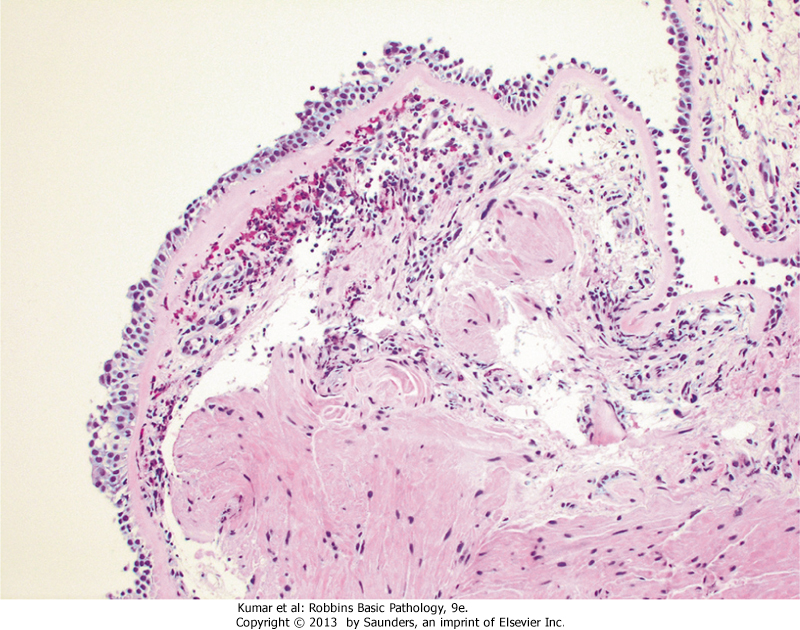 Kumar et al: Robbins Basic Pathology, 9e.
Copyright © 2013 by Saunders, an imprint of Elsevier Inc.